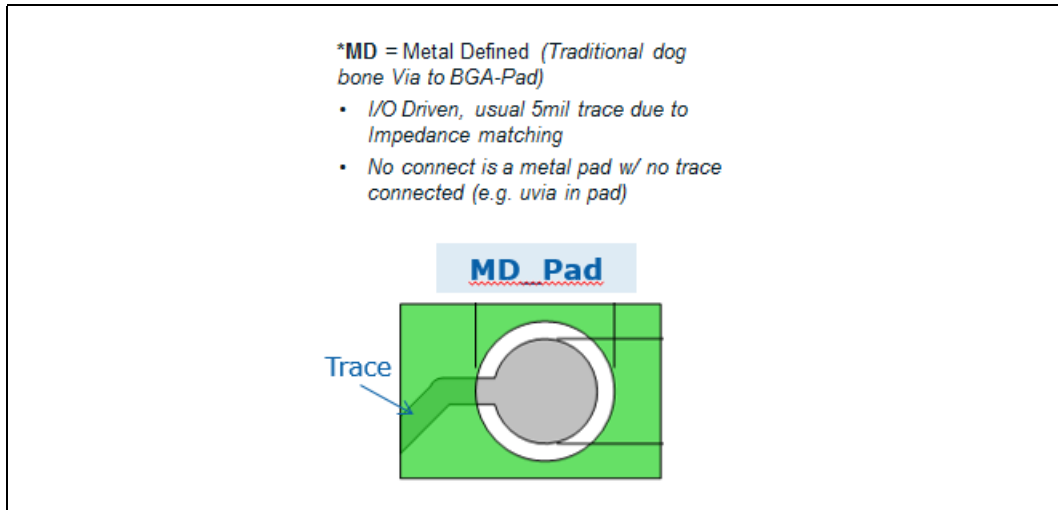 *MD = Metal Defined (Traditional dog
bone Via to BGA-Pad)
• I/O Driven, usual 5mil trace due to
Impedance matching
• No connect is a metal pad w/ no trace
connected (e.g. uvia in pad)
MD_Pad
Trace